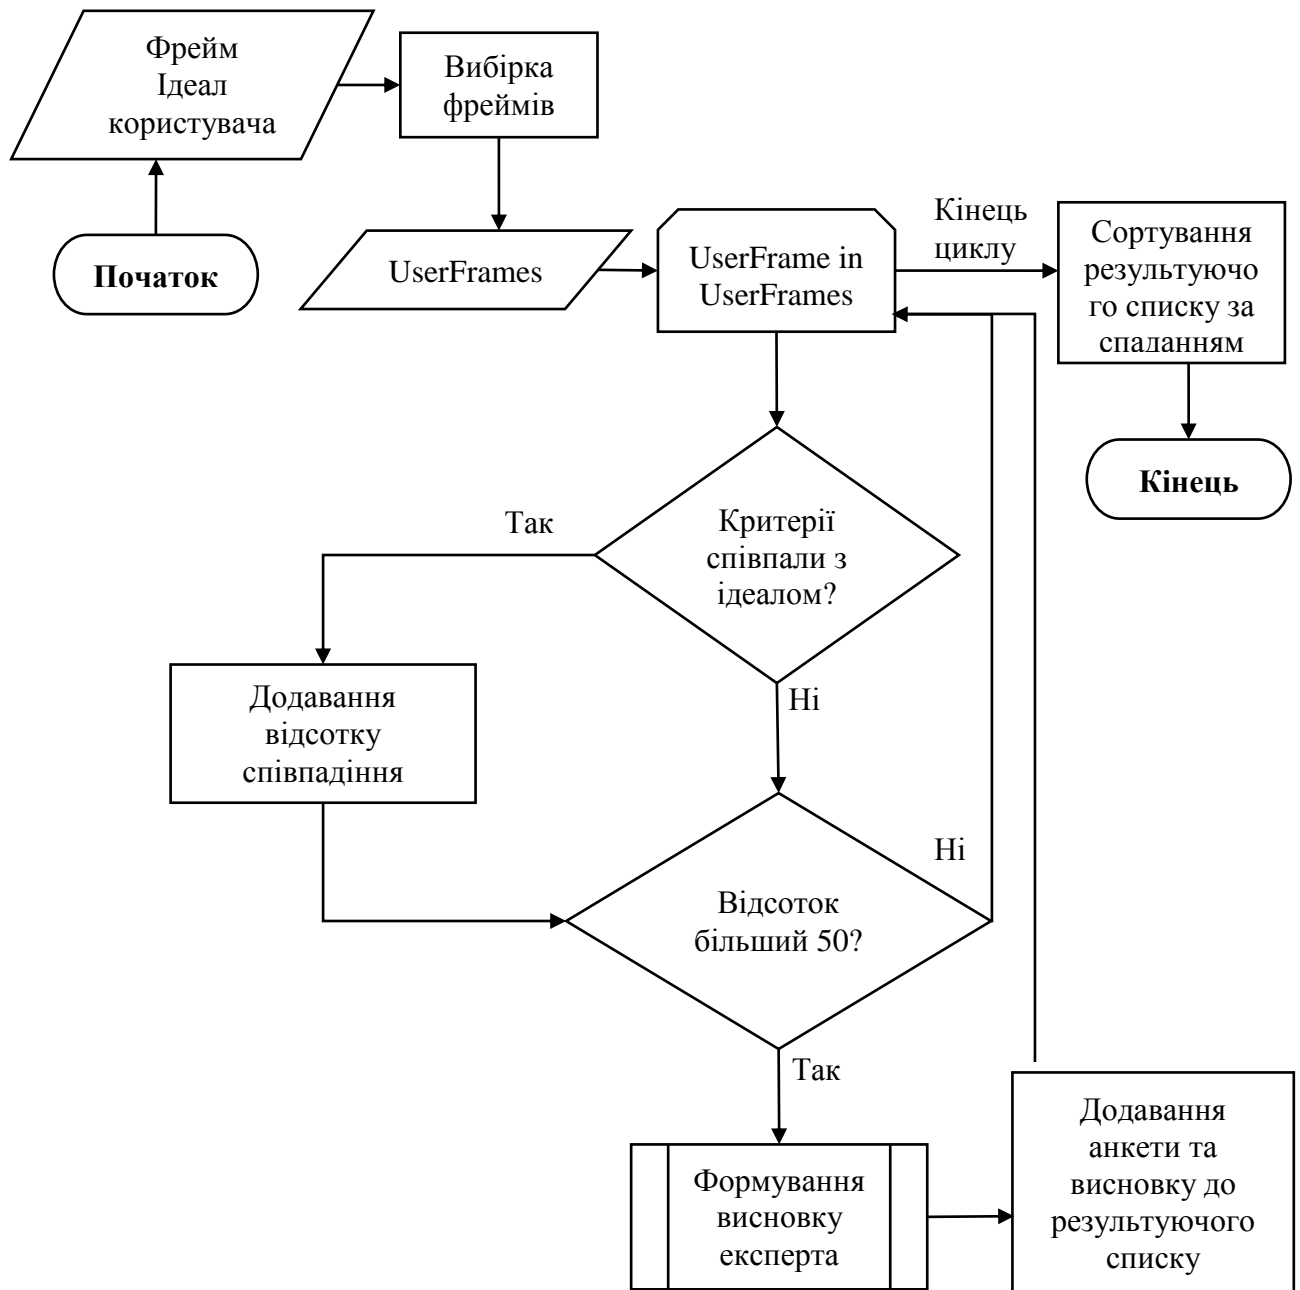 Фрейм
Ідеал
користувача
Вибірка
фреймів
Початок
UserFrames
UserFrame in
UserFrames
Кінець
циклу
Сортування
результуючо
го списку за
спаданням
Кінець
Так
Критерії
співпали з
ідеалом?
Ні
Додавання
відсотку
співпадіння
Ні
Відсоток
більший 50?
Так
Формування
висновку
експерта
Додавання
анкети та
висновку до
результуючого
списку